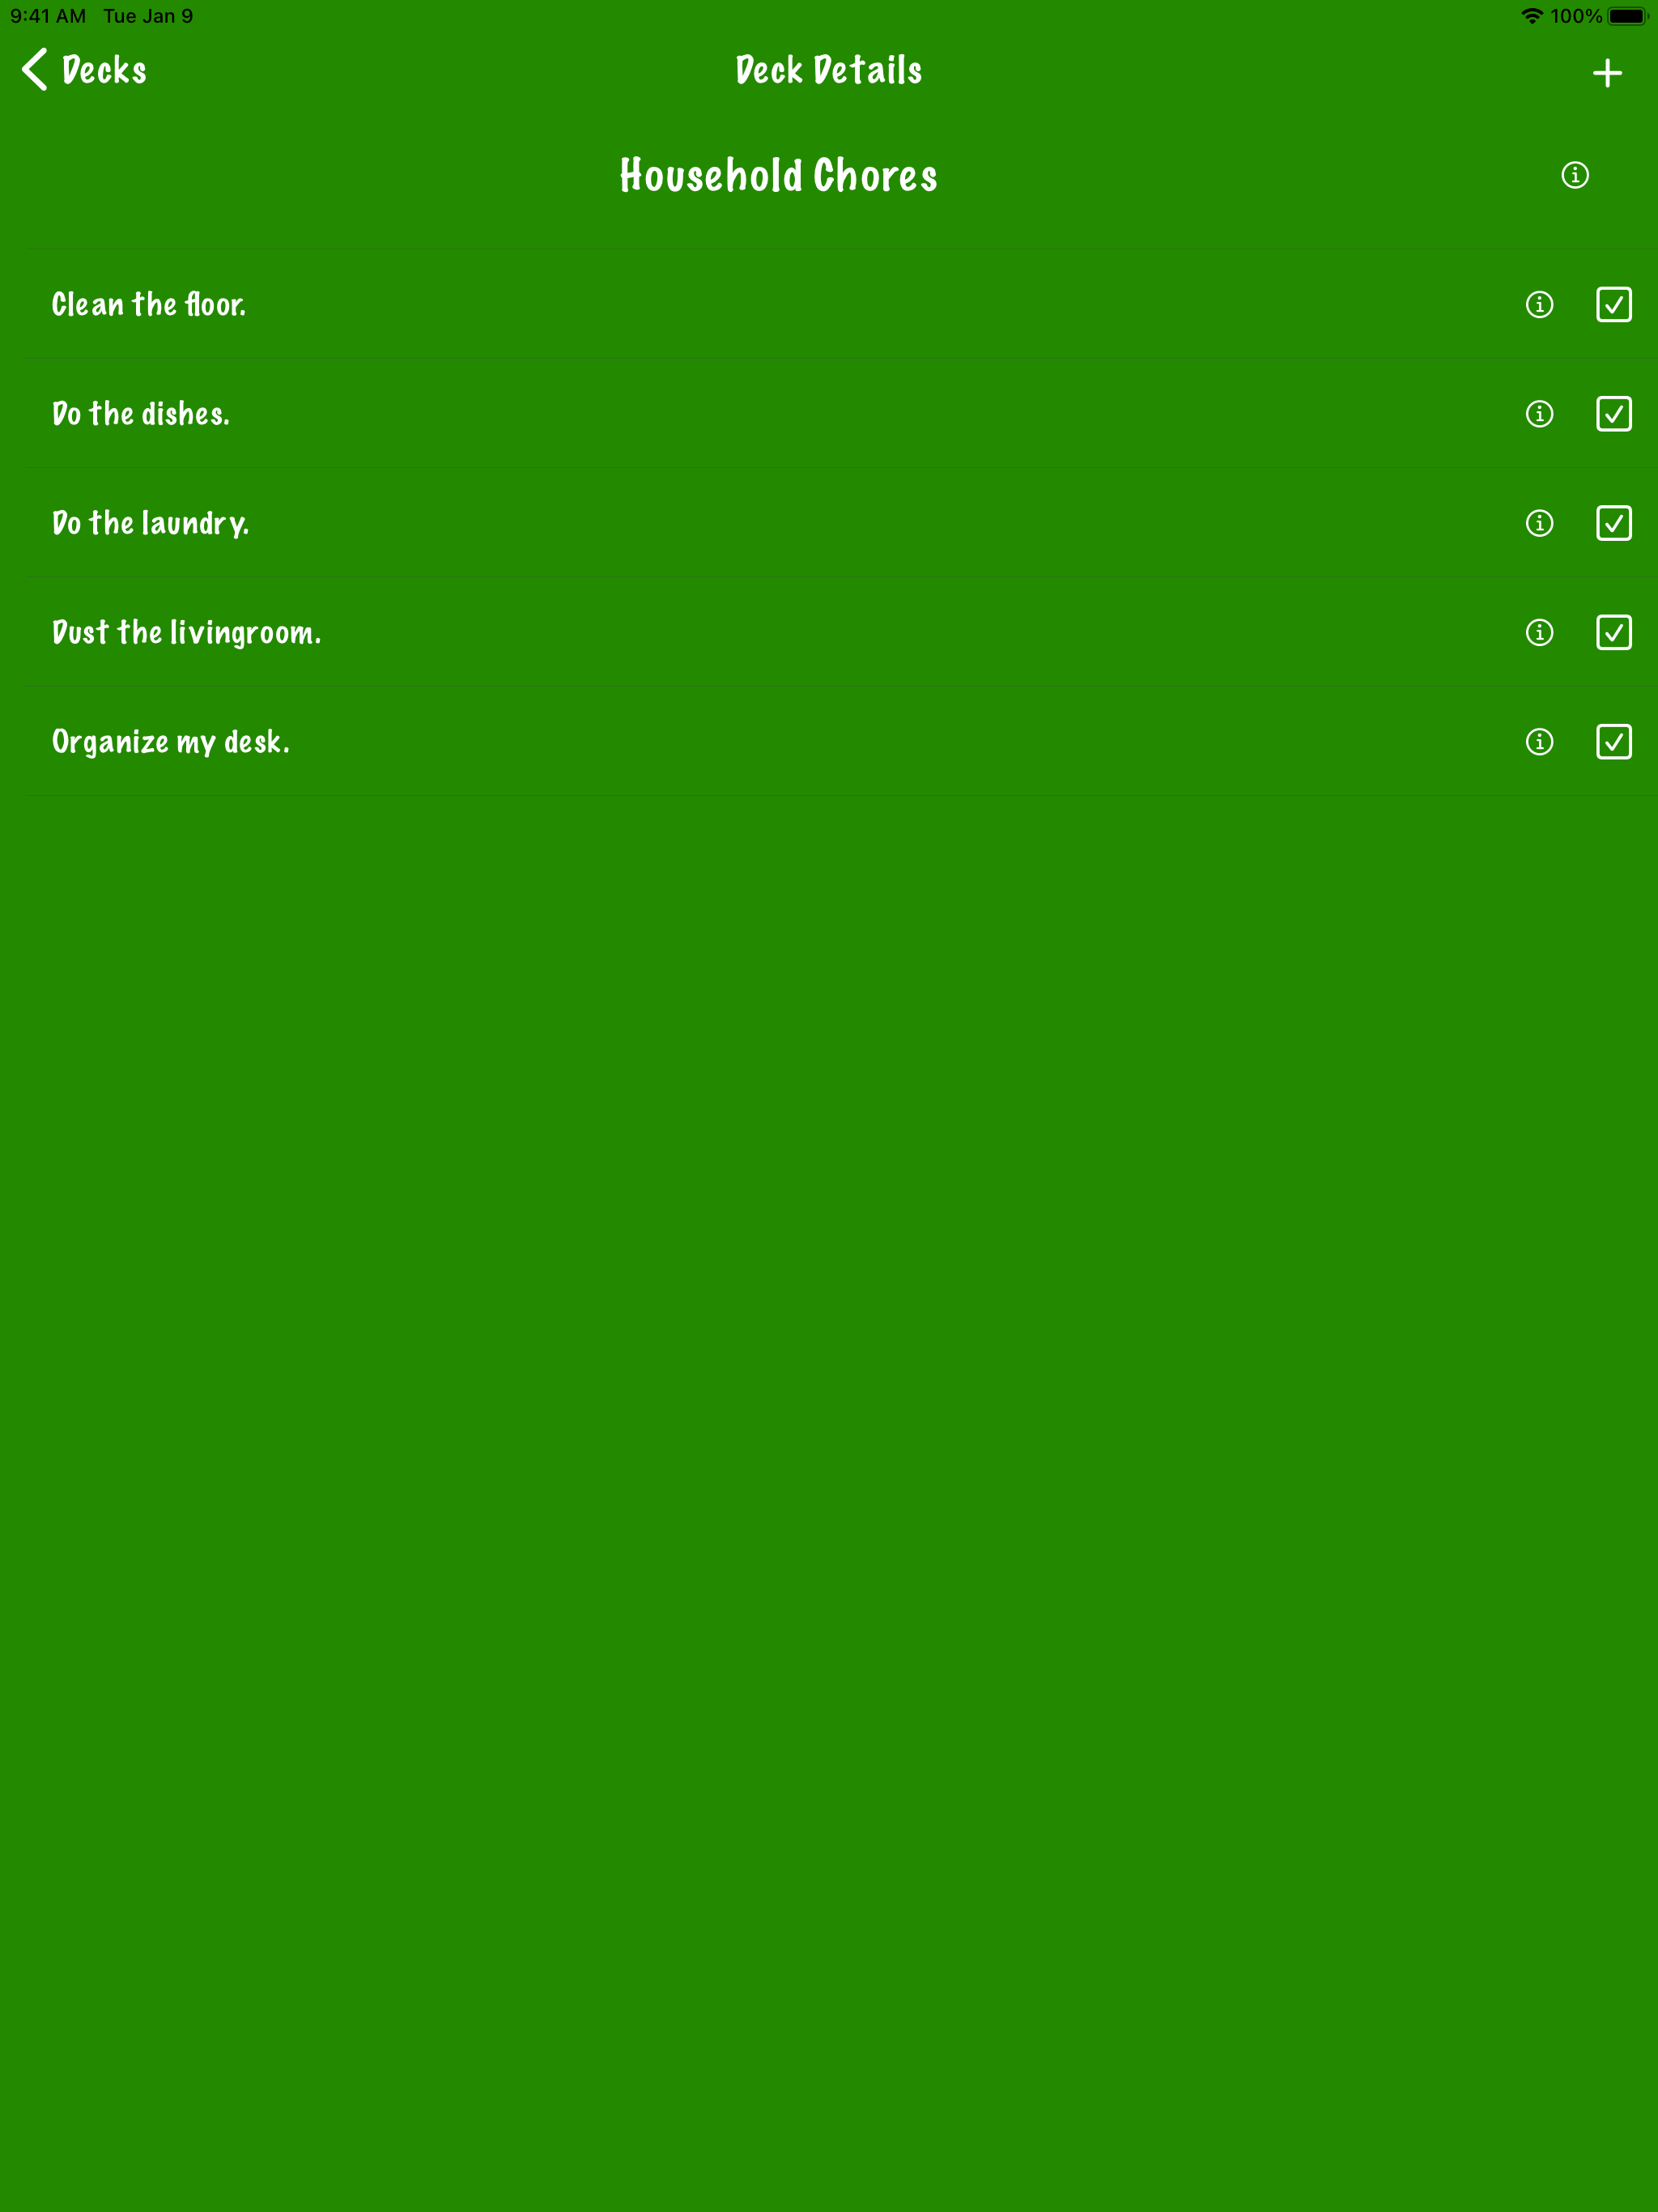 9:41 AM Tue Jan 9 100%
Decks Deck Details +
Household Chores
Clean the floor.
Do the dishes.
Do the laundry.
Dust the livingroom.
Organize my desk.